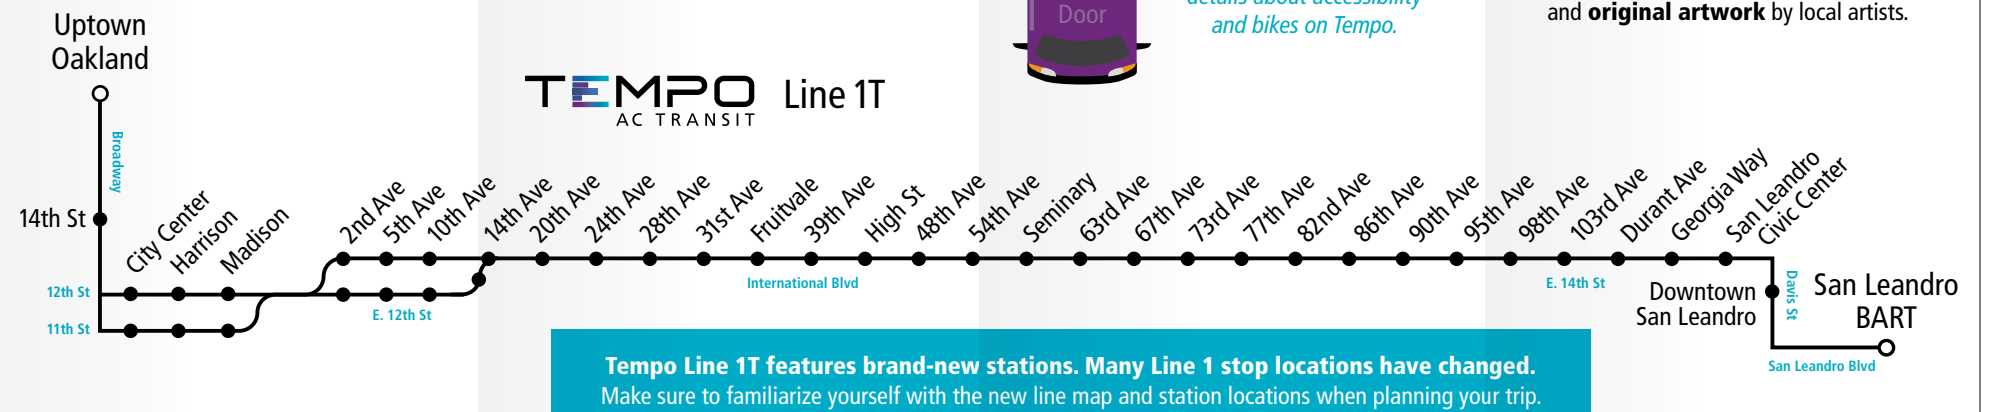 details about accessibility
and bikes on Tempo.
and original artwork by local artists.
Door
Uptown
Oakland
TEMPO
AC TRANSIT
Line 1T
Broadway
14th St
City Center
Harrison
Madison
2nd Ave
5th Ave
10th Ave
14th Ave
20th Ave
24th Ave
28th Ave
31st Ave
Fruitvale
39th Ave
High St
48th Ave
54th Ave
Seminary
63rd Ave
67th Ave
73rd Ave
77th Ave
82nd Ave
86th Ave
90th Ave
95th Ave
98th Ave
103rd Ave
Durant Ave
Georgia Way
San Leandro
Civic Center
12th St
11th St
E. 12th St
International Blvd
E. 14th St
Downtown
San Leandro
Davis St
San Leandro
BART
San Leandro Blvd
Tempo Line 1T features brand-new stations. Many Line 1 stop locations have changed.
Make sure to familiarize yourself with the new line map and station locations when planning your trip.